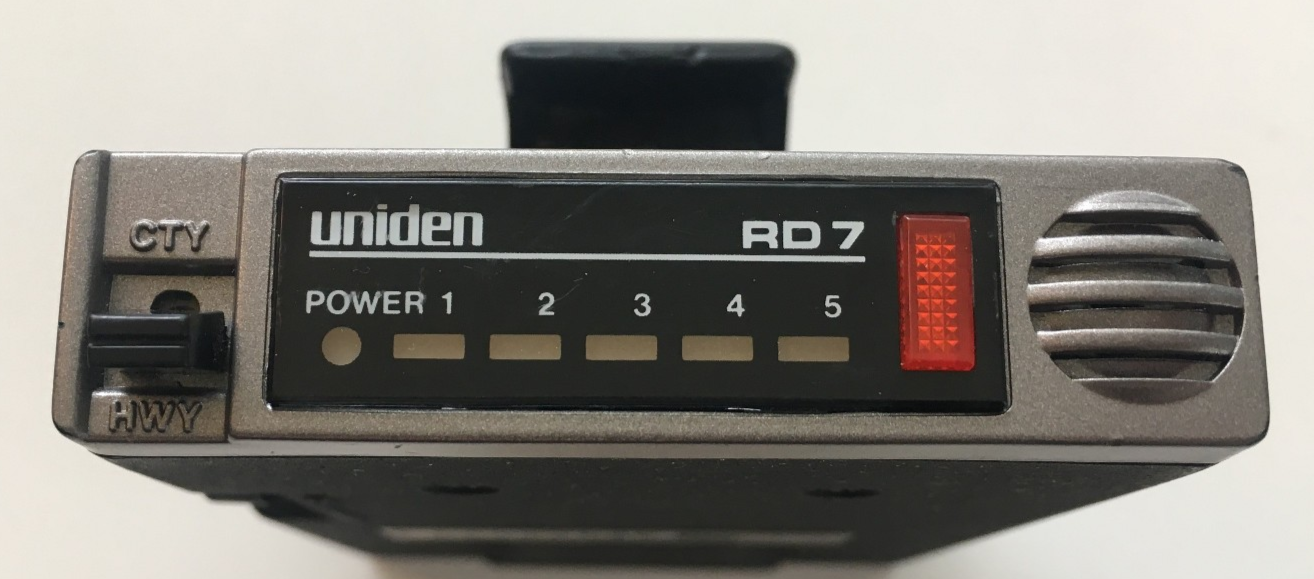 CTY
HWY
uniden RD 7
POWER 1 2 3 4 5